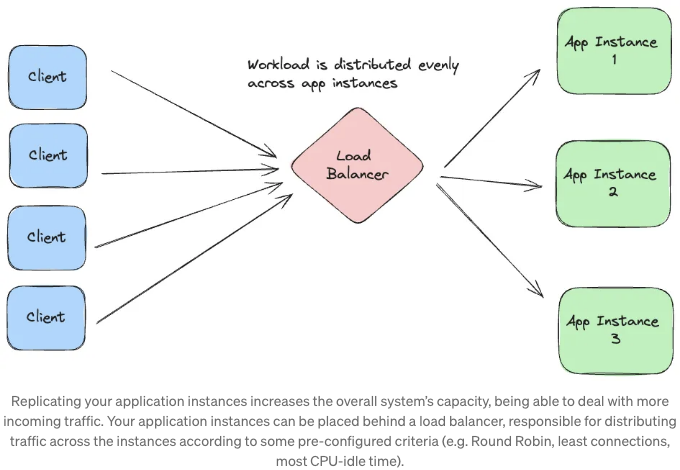 Workload is distributed evenly
across app instances
Client
Client
Client
Client
Load
Balancer
App Instance
1
App Instance
2
App Instance
3
Replicating your application instances increases the overall system’s capacity, being able to deal with more
incoming traffic. Your application instances can be placed behind a load balancer, responsible for distributing
traffic across the instances according to some pre-configured criteria (e.g. Round Robin, least connections,
most CPU-idle time).